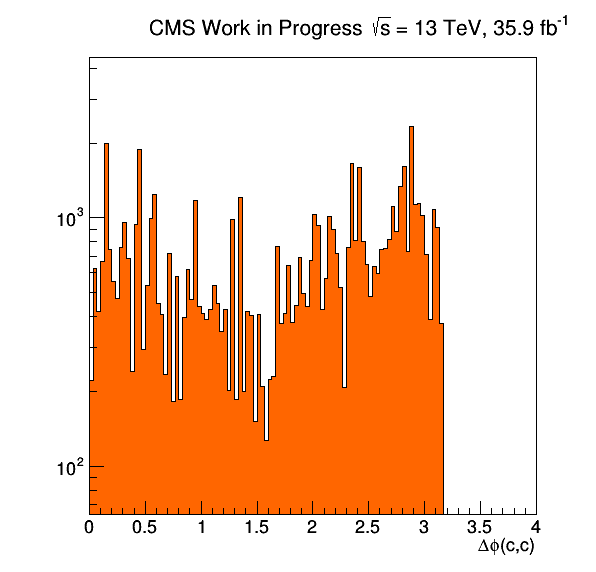 CMS Work in Progress √s = 13 TeV, 35.9 fb⁻¹
10³
10²
0 0.5 1 1.5 2 2.5 3 3.5 4
Δϕ(c,c)